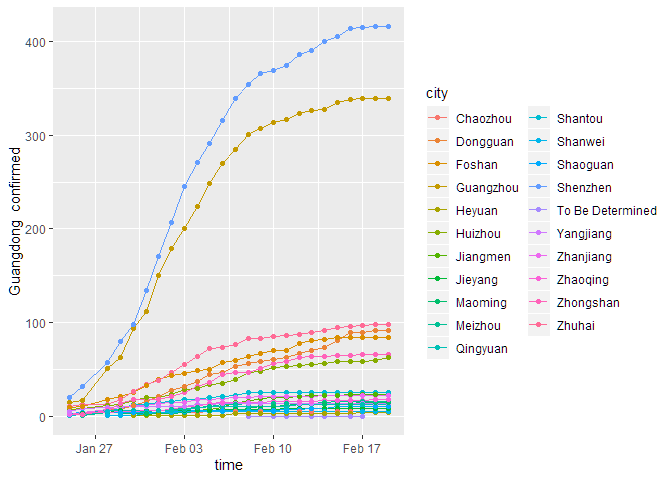 400
300
200
100
0
Guangdong confirmed
Jan 27 Feb 03 Feb 10 Feb 17
time
city
Chaozhou
Dongguan
Foshan
Guangzhou
Heyuan
Huizhou
Jiangmen
Jieyang
Maoming
Meizhou
Qingyuan
Shantou
Shanwei
Shaoguan
Shenzhen
To Be Determined
Yangjiang
Zhanjiang
Zhaoqing
Zhongshan
Zhuhai